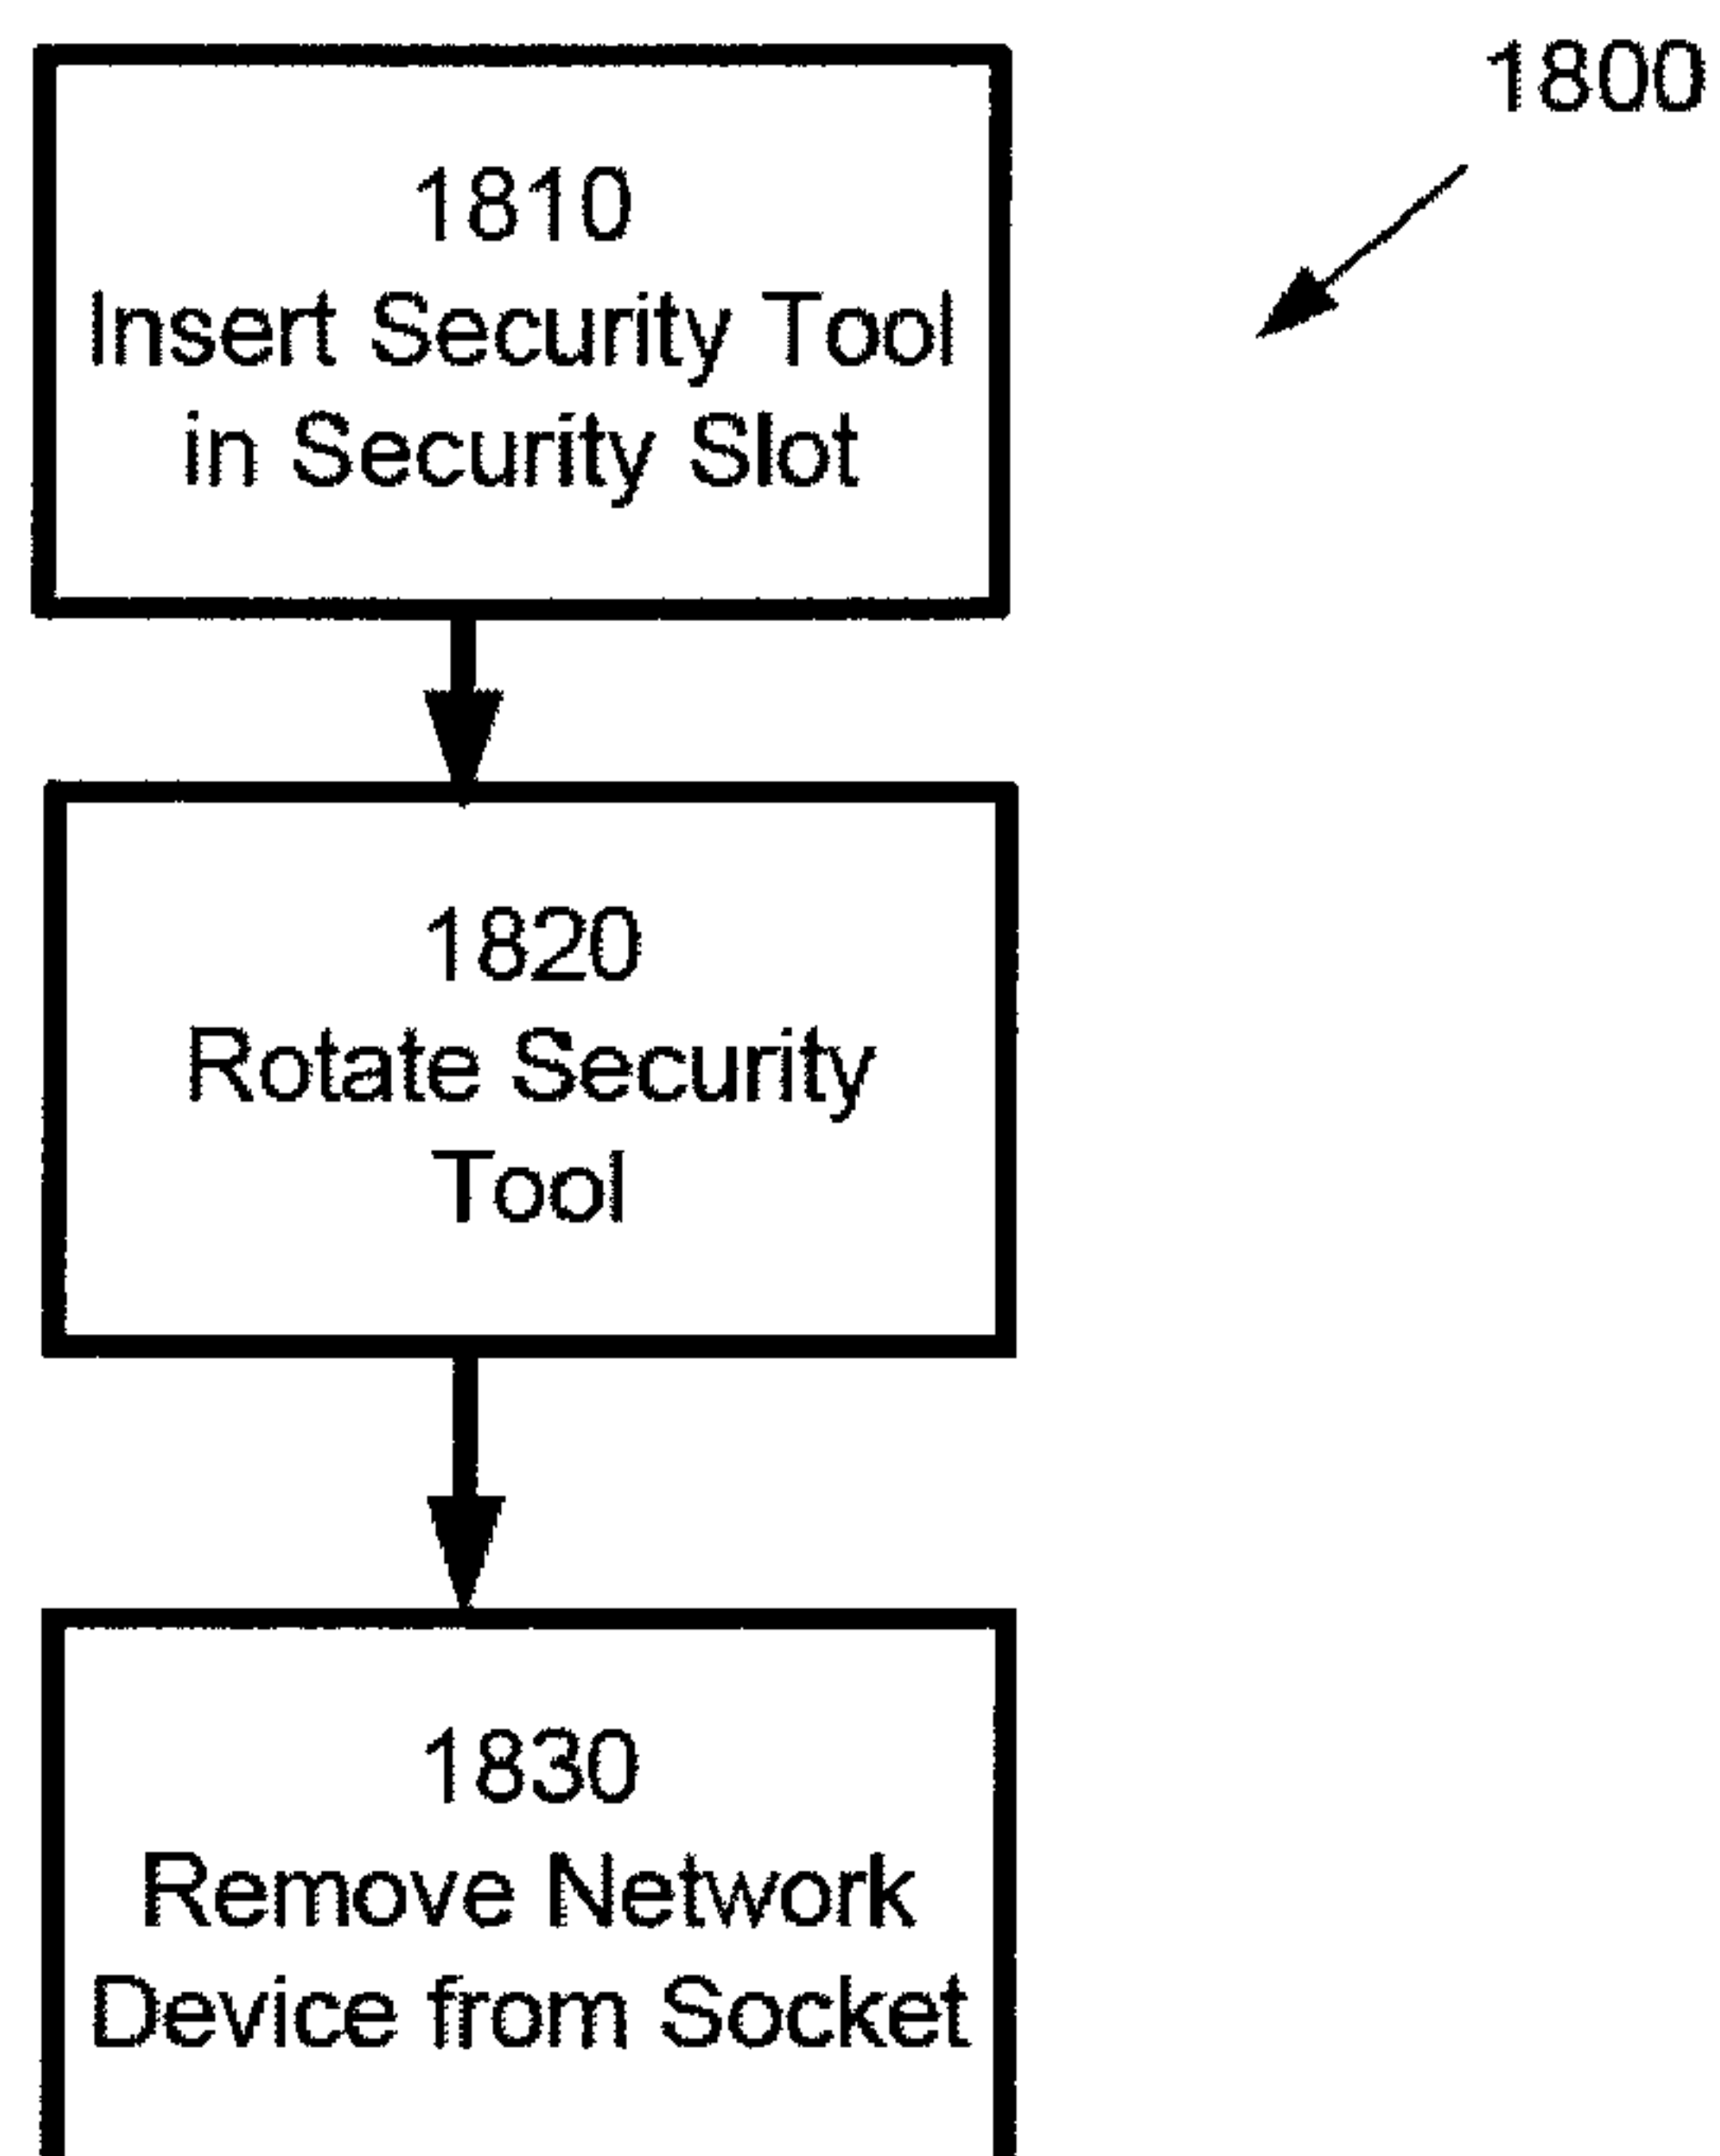 1800
1810
Insert Security Tool
in Security Slot
1820
Rotate Security
Tool
1830
Remove Network
Device from Socket